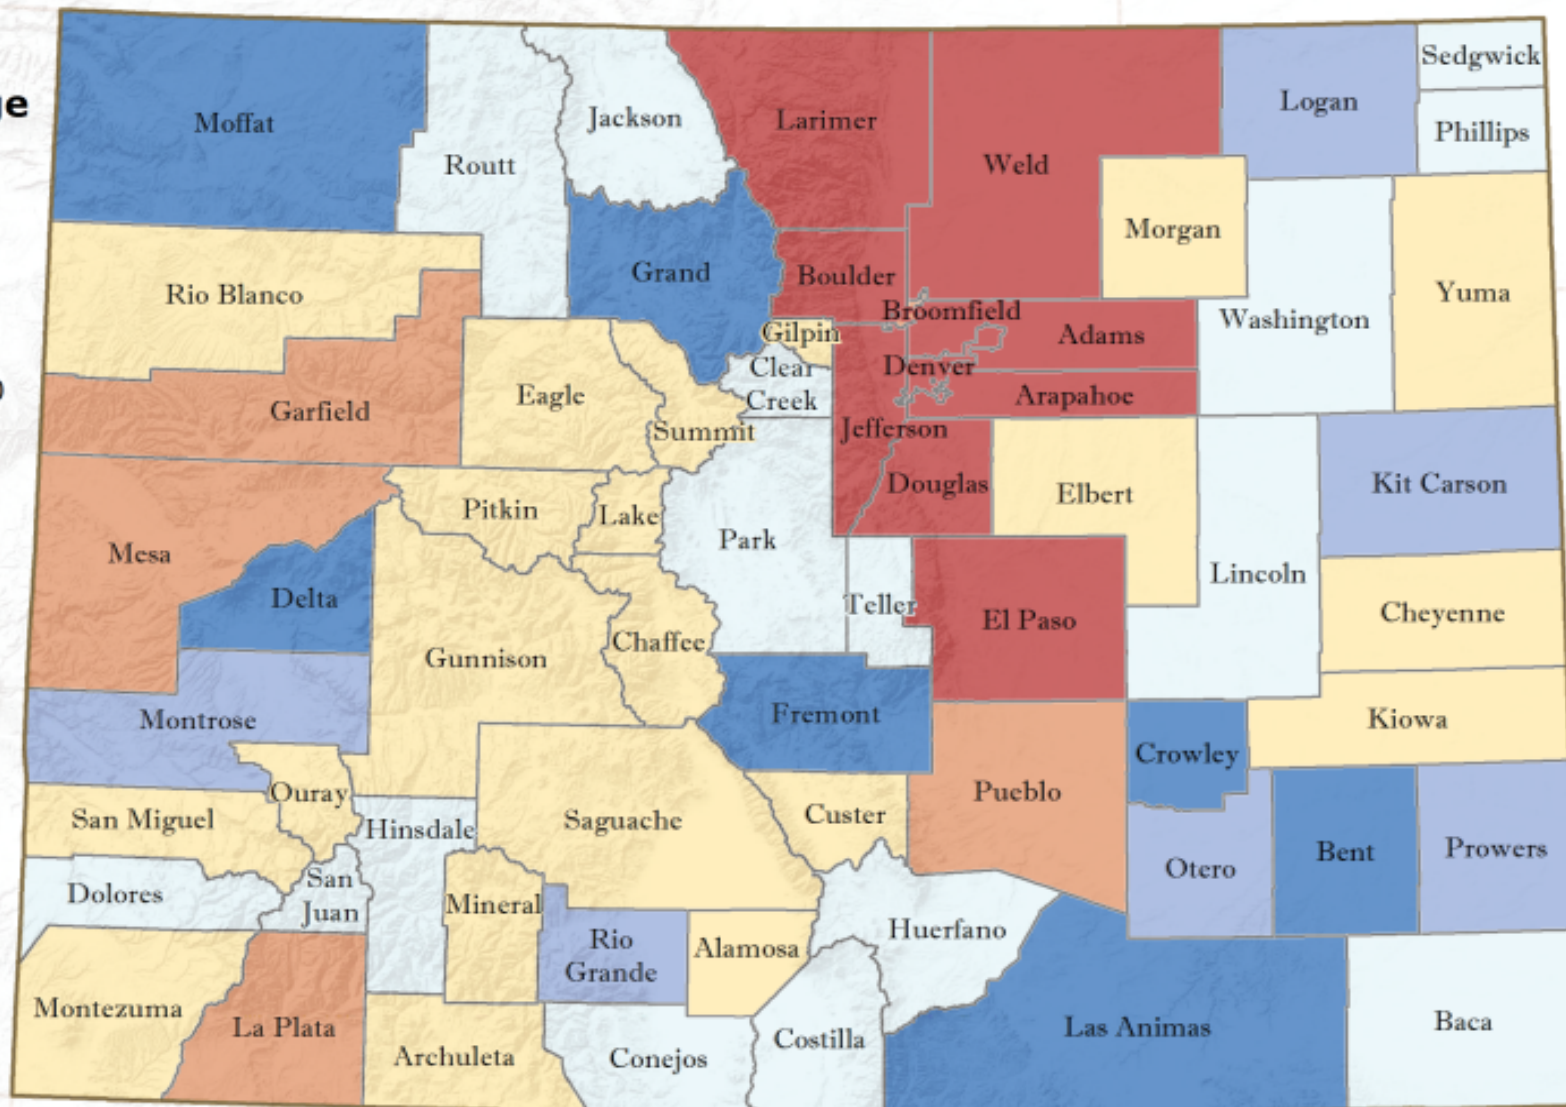 ge
Moffat
Routt
Jackson
Larimer
Weld
Logan
Sedgwick
Phillips
Morgan
Rio Blanco
Grand
Boulder
Broomfield
Gilpin
Adams
Washington
Yuma
Clear
Creek
Denver
Arapahoe
Garfield
Eagle
Summit
Jefferson
Douglas
Elbert
Kit Carson
Mesa
Pitkin
Lake
Park
Delta
Teller
El Paso
Lincoln
Cheyenne
Gunnison
Chaffee
Montrose
Fremont
Crowley
Kiowa
Ouray
San Miguel
Hinsdale
Saguache
Custer
Pueblo
Otero
Bent
Prowers
Dolores
San
Juan
Mineral
Rio
Grande
Alamosa
Huerfano
Montezuma
La Plata
Archuleta
Conejos
Costilla
Las Animas
Baca